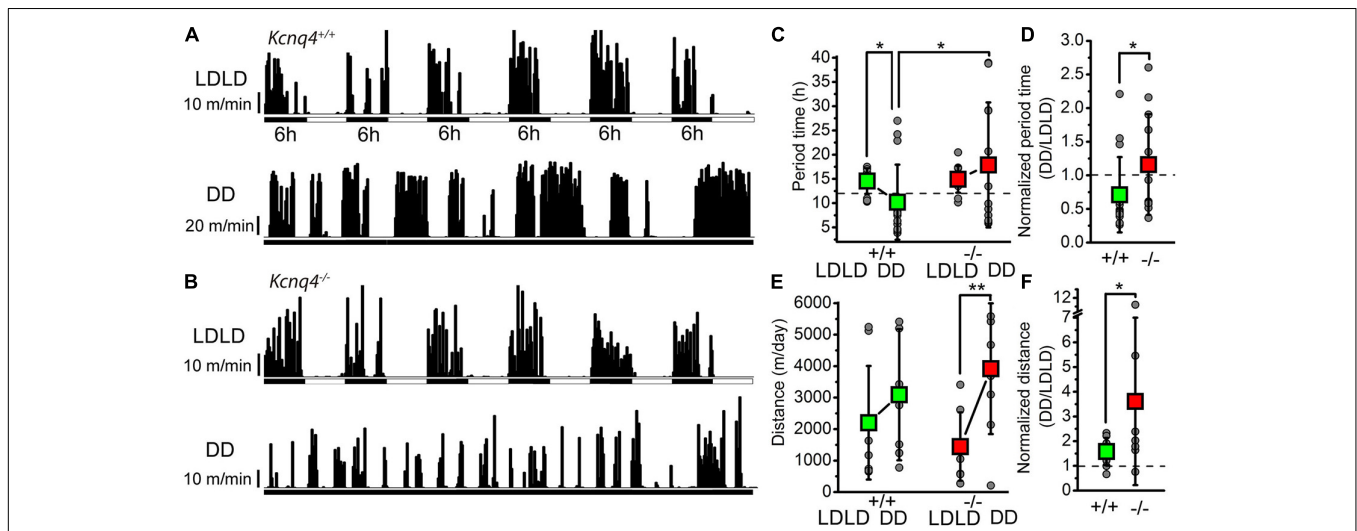 A
Kcnq4+/+
LDLD
10 m/min
6h 6h 6h 6h 6h 6h
DD
20 m/min
B
Kcnq4-/-
LDLD
10 m/min
DD
10 m/min
C
Period time (h)
40
35
30
25
20
15
10
5
* *
+/+ -/-
LDLD DD LDLD DD
D
Normalized period time
(DD/LDLD)
3.0
2.5
2.0
1.5
1.0
0.5
0.0
*
+/+ -/-
E
Distance (m/day)
6000
5000
4000
3000
2000
1000
0
**
+/+ -/-
LDLD DD LDLD DD
F
Normalized distance
(DD/LDLD)
12
7
6
5
4
3
2
1
0
*
+/+ -/-